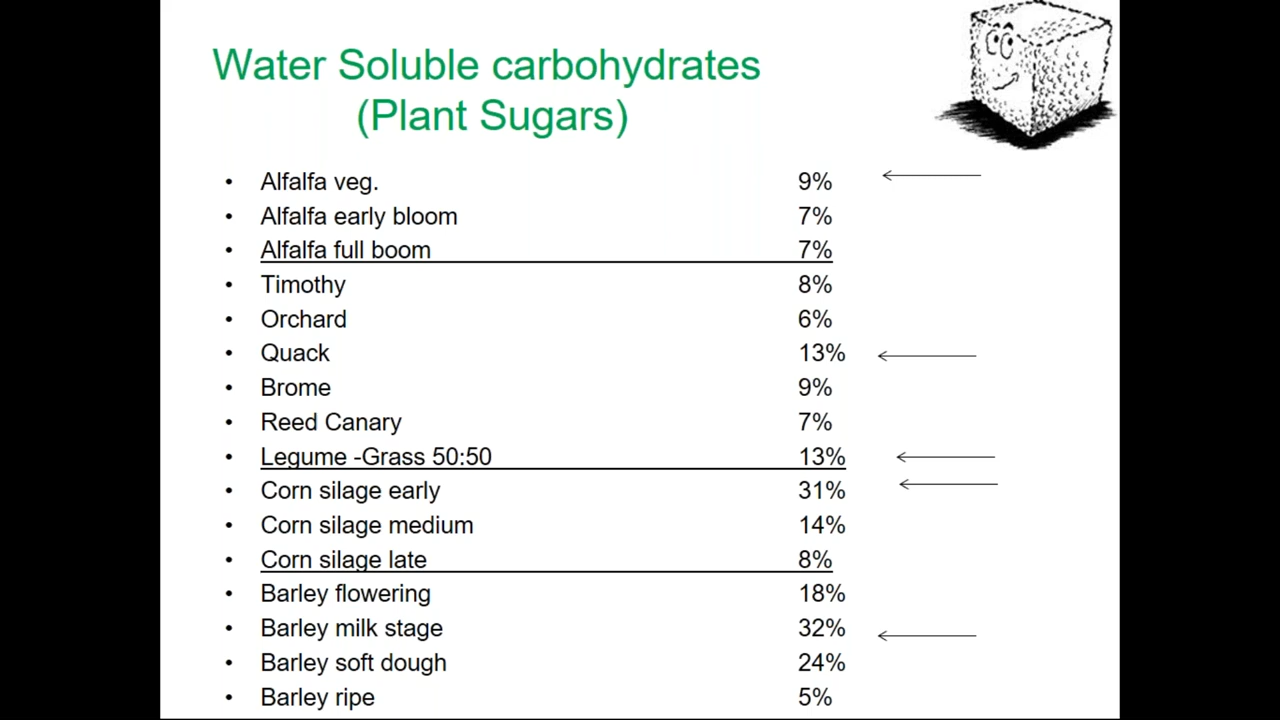 Water Soluble carbohydrates
(Plant Sugars)
• Alfalfa veg. 9%
• Alfalfa early bloom 7%
• Alfalfa full boom 7%
• Timothy 8%
• Orchard 6%
• Quack 13%
• Brome 9%
• Reed Canary 7%
• Legume -Grass 50:50 13%
• Corn silage early 31%
• Corn silage medium 14%
• Corn silage late 8%
• Barley flowering 18%
• Barley milk stage 32%
• Barley soft dough 24%
• Barley ripe 5%